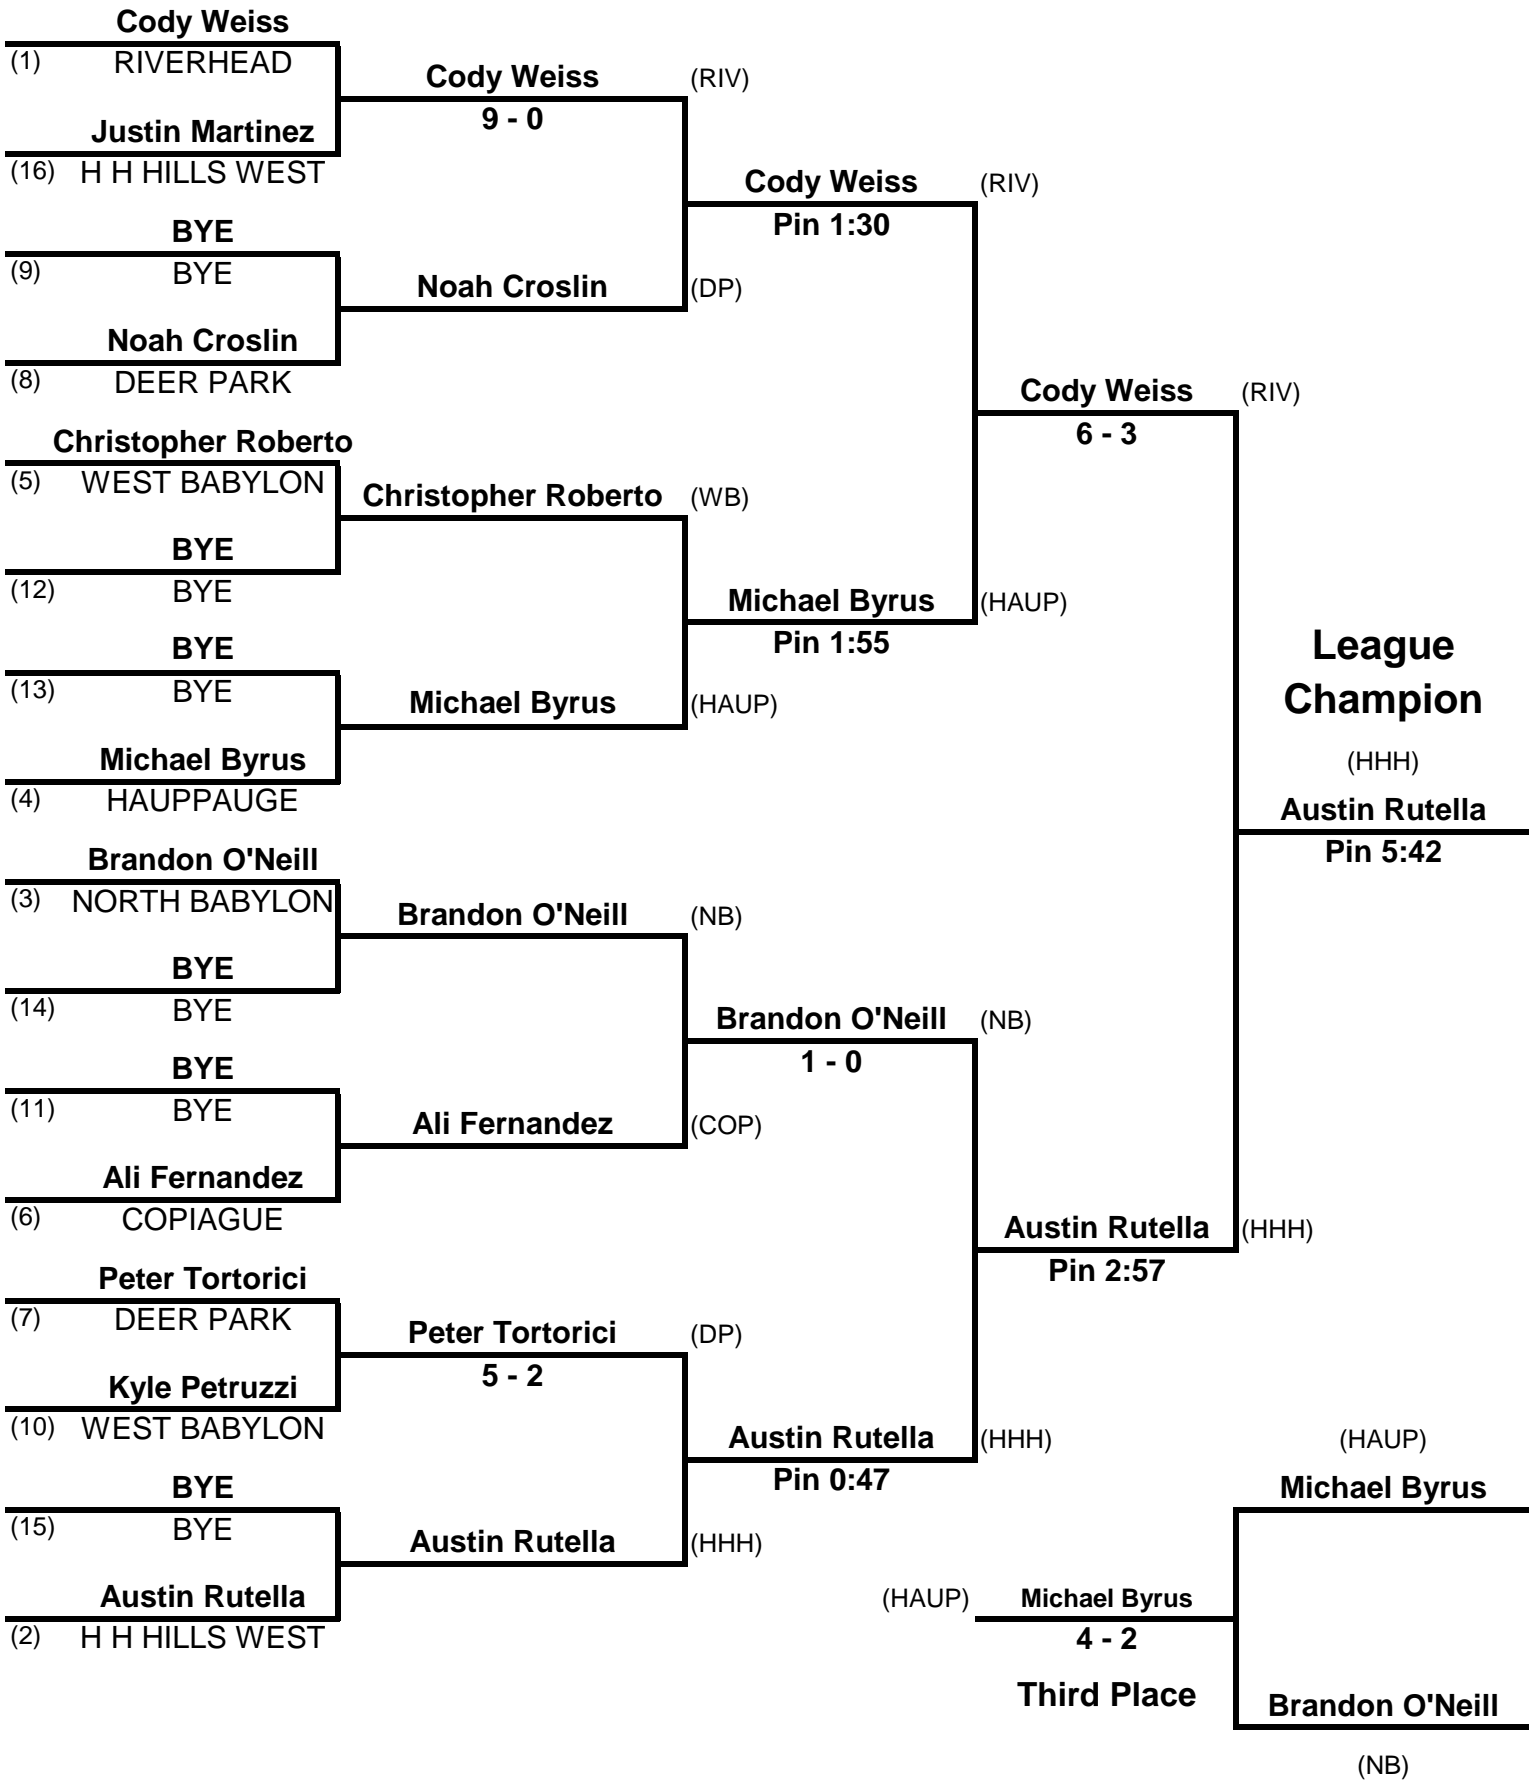 Cody Weiss
(1) RIVERHEAD
Cody Weiss (RIV)
9 - 0
Justin Martinez
(16) H H HILLS WEST
Cody Weiss (RIV)
Pin 1:30
BYE
(9) BYE
Noah Croslin (DP)
Noah Croslin
(8) DEER PARK
Cody Weiss (RIV)
6 - 3
Christopher Roberto
(5) WEST BABYLON
Christopher Roberto (WB)
BYE
(12) BYE
Michael Byrus (HAUP)
Pin 1:55
BYE
(13) BYE
Michael Byrus (HAUP)
Michael Byrus
(4) HAUPPAUGE
League
Champion
(HHH)
Austin Rutella
Pin 5:42
Brandon O'Neill
(3) NORTH BABYLON
Brandon O'Neill (NB)
BYE
(14) BYE
Brandon O'Neill (NB)
1 - 0
BYE
(11) BYE
Ali Fernandez (COP)
Ali Fernandez
(6) COPIAGUE
Austin Rutella (HHH)
Pin 2:57
Peter Tortorici
(7) DEER PARK
Peter Tortorici (DP)
5 - 2
Kyle Petruzzi
(10) WEST BABYLON
Austin Rutella (HHH)
Pin 0:47
BYE
(15) BYE
Austin Rutella (HHH)
Austin Rutella
(2) H H HILLS WEST
(HAUP)
Michael Byrus
(HAUP) Michael Byrus
4 - 2
Third Place
Brandon O'Neill
(NB)